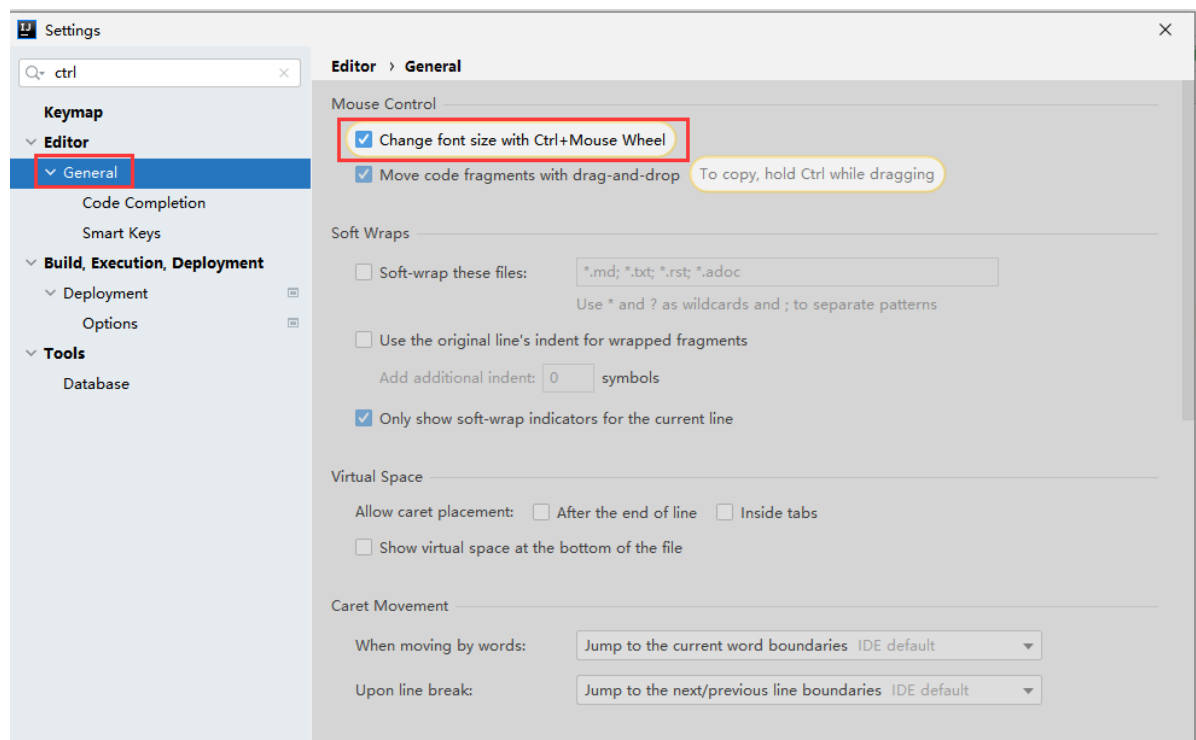 Settings
ctrl
Editor › General
Keymap
Editor
General
Code Completion
Smart Keys
Build, Execution, Deployment
Deployment
Options
Tools
Database
Mouse Control
Change font size with Ctrl+Mouse Wheel
Move code fragments with drag-and-drop To copy, hold Ctrl while dragging
Soft Wraps
Soft-wrap these files: *.md; *.txt; *.rst; *.adoc
Use * and ? as wildcards and ; to separate patterns
Use the original line's indent for wrapped fragments
Add additional indent: 0 symbols
Only show soft-wrap indicators for the current line
Virtual Space
Allow caret placement: After the end of line Inside tabs
Show virtual space at the bottom of the file
Caret Movement
When moving by words: Jump to the current word boundaries IDE default
Upon line break: Jump to the next/previous line boundaries IDE default